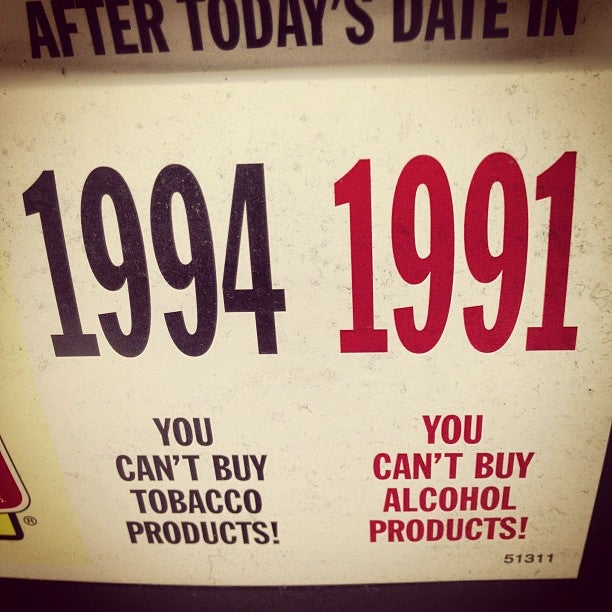 AFTER TODAY'S DATE IN
1994 1991
YOU
CAN'T BUY
TOBACCO
PRODUCTS!
YOU
CAN'T BUY
ALCOHOL
PRODUCTS!
51311
®